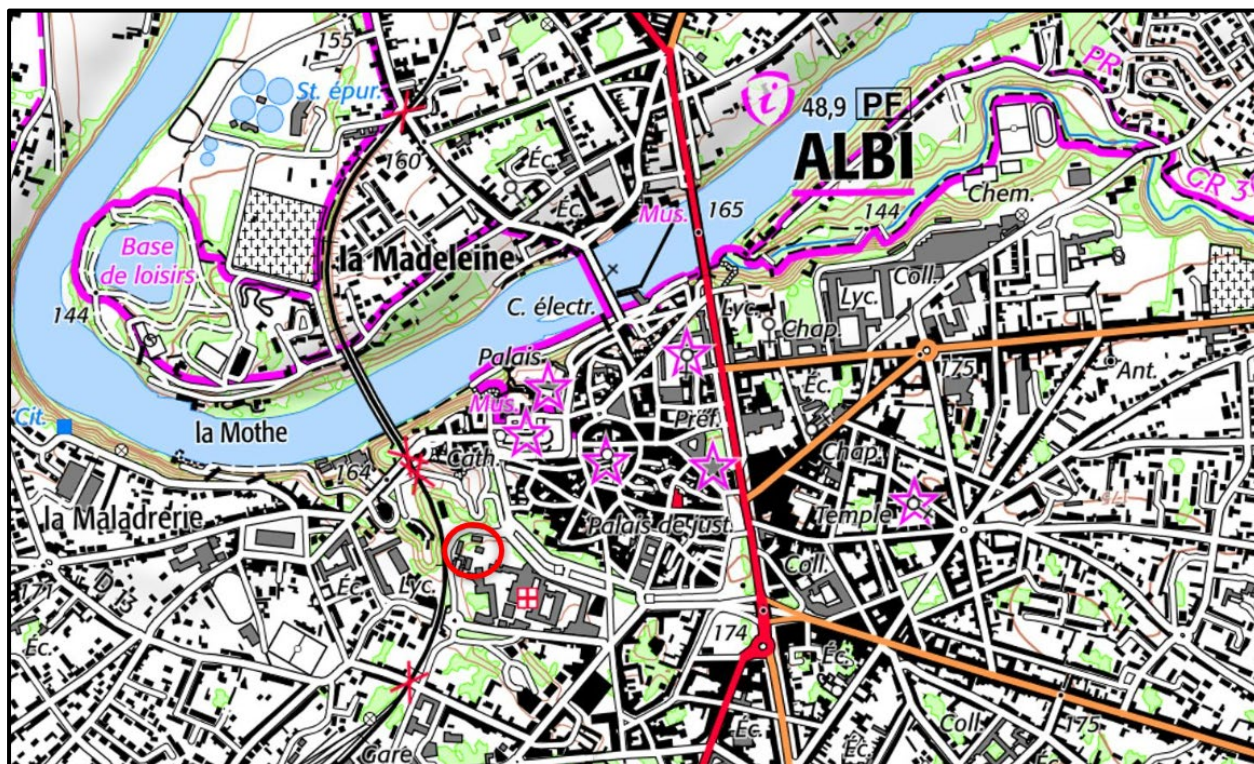 155
St. épur.
48,9 PF
PR
ALBI
160
Éc.
Éc.
Chem.
GR 3
Mus.
165
144
Base
de loisirs
la Madeleine
144
C. électr.
Coll.
Lyc.
Lyc.
Chap.
Palais
175
Ant.
Éc.
Mus.
Préf.
Cit.
la Mothe
Cath.
Chap.
164
la Maladrerie
Temple
Palais de just.
Coll.
Éc.
Lyc.
171
D 13
Éc.
174
Éc.
Coll.
175
Gare
Éc.
Éc.
Éc.